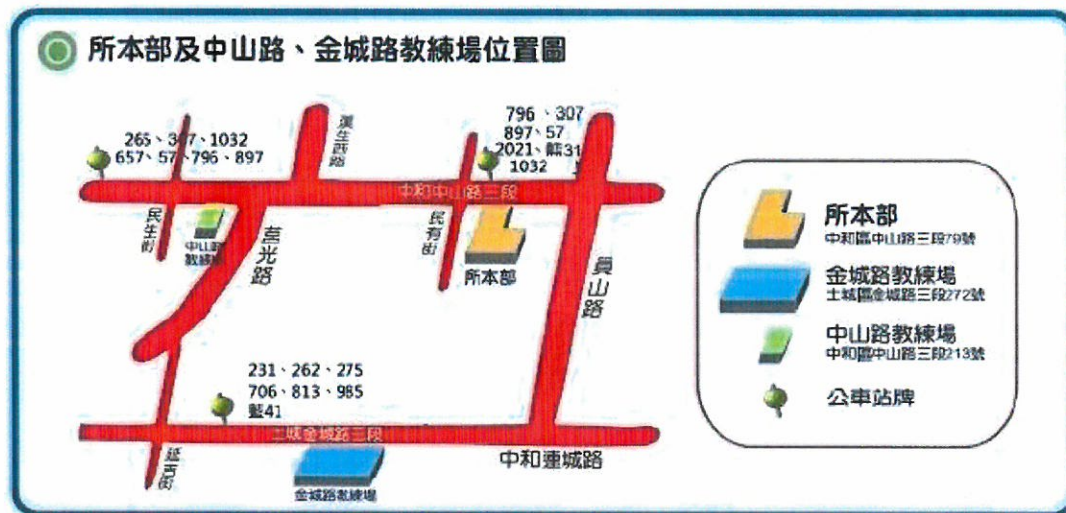 所本部及中山路、金城路教練場位置圖
265、307、1032
657、57、796、897
796、307
897、57
2021、藍31
1032
漢生西路
中和中山路三段
民生街
中山路
教練場
莒光路
民有街
所本部
員山路
231、262、275
706、813、985
藍41
土城金城路三段
中和連城路
延吉街
金城路教練場
所本部
中和區中山路三段79號
金城路教練場
土城區金城路三段272號
中山路教練場
中和區中山路三段213號
公車站牌